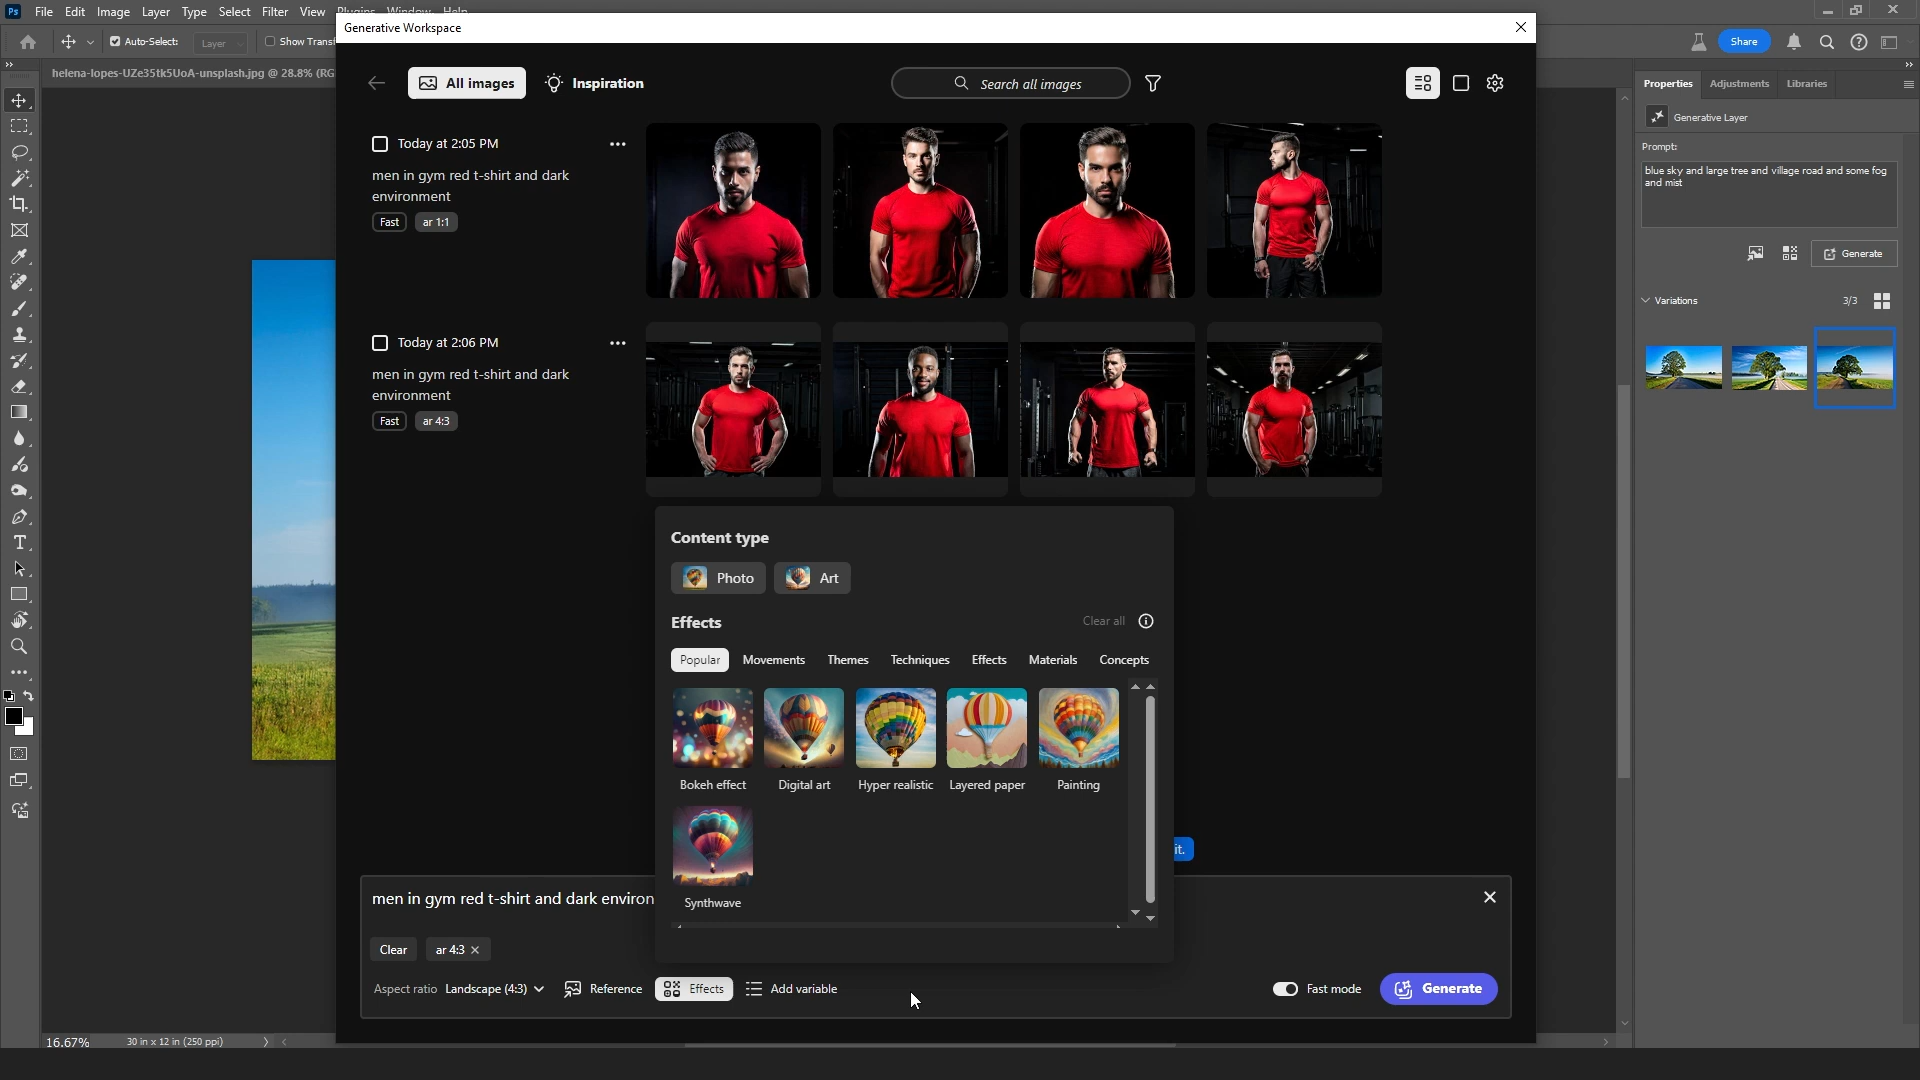 Ps File Edit Image Layer Type Select Filter View Plugins Window Help
Generative Workspace
Auto-Select: Layer Show Transf
Share
helena-lopes-UZe35tk5UoA-unsplash.jpg @ 28.8% (RG
All images Inspiration
Search all images
Properties Adjustments Libraries
Generative Layer
Prompt:
blue sky and large tree and village road and some fog
and mist
Generate
Variations 3/3
Today at 2:05 PM
men in gym red t-shirt and dark
environment
Fast ar 1:1
Today at 2:06 PM
men in gym red t-shirt and dark
environment
Fast ar 4:3
Content type
Photo Art
Effects Clear all
Popular Movements Themes Techniques Effects Materials Concepts
Bokeh effect Digital art Hyper realistic Layered paper Painting
Synthwave
it.
men in gym red t-shirt and dark environ
Clear ar 4:3
Aspect ratio Landscape (4:3) Reference Effects Add variable Fast mode Generate
16.67% 30 in x 12 in (250 ppi)